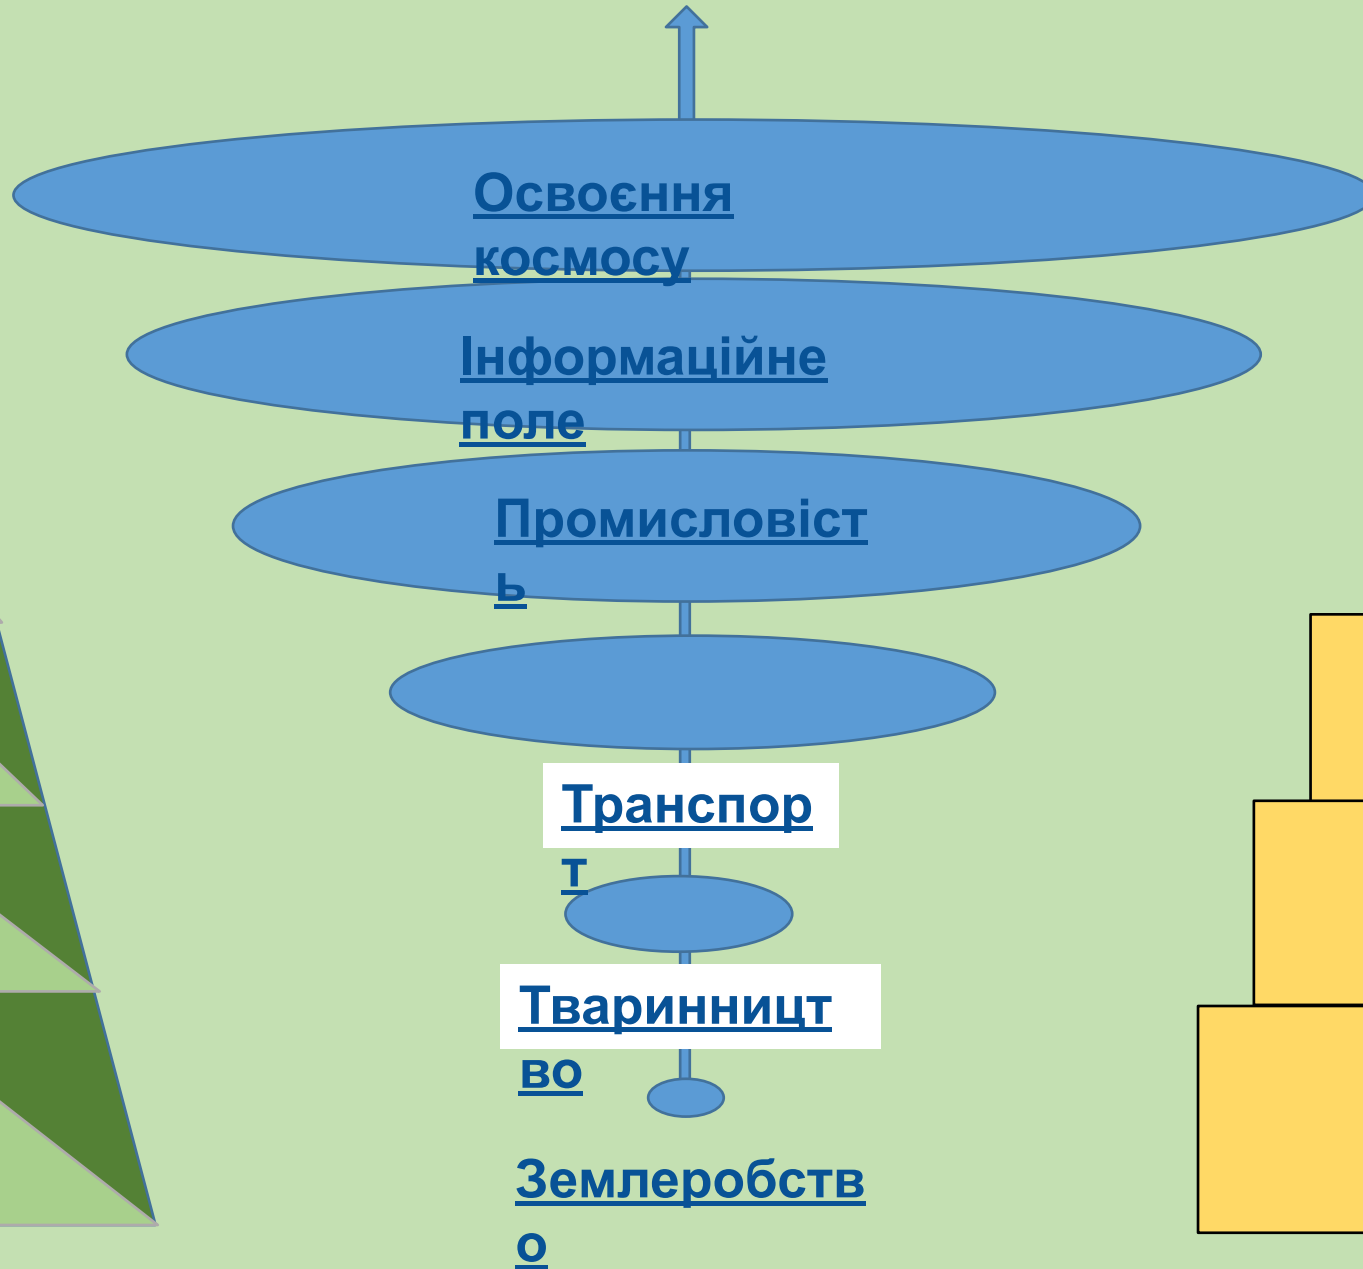 Освоєння
космосу
Інформаційне
поле
Промисловіст
ь
Транспор
т
Тваринницт
во
Землеробств
о